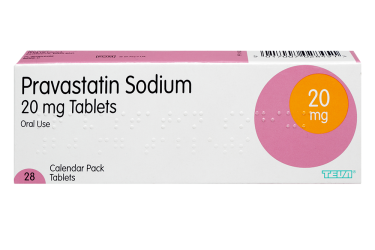 Pravastatin Sodium
20 mg Tablets
Oral Use
20
mg
28
Calendar Pack
Tablets
TEVA